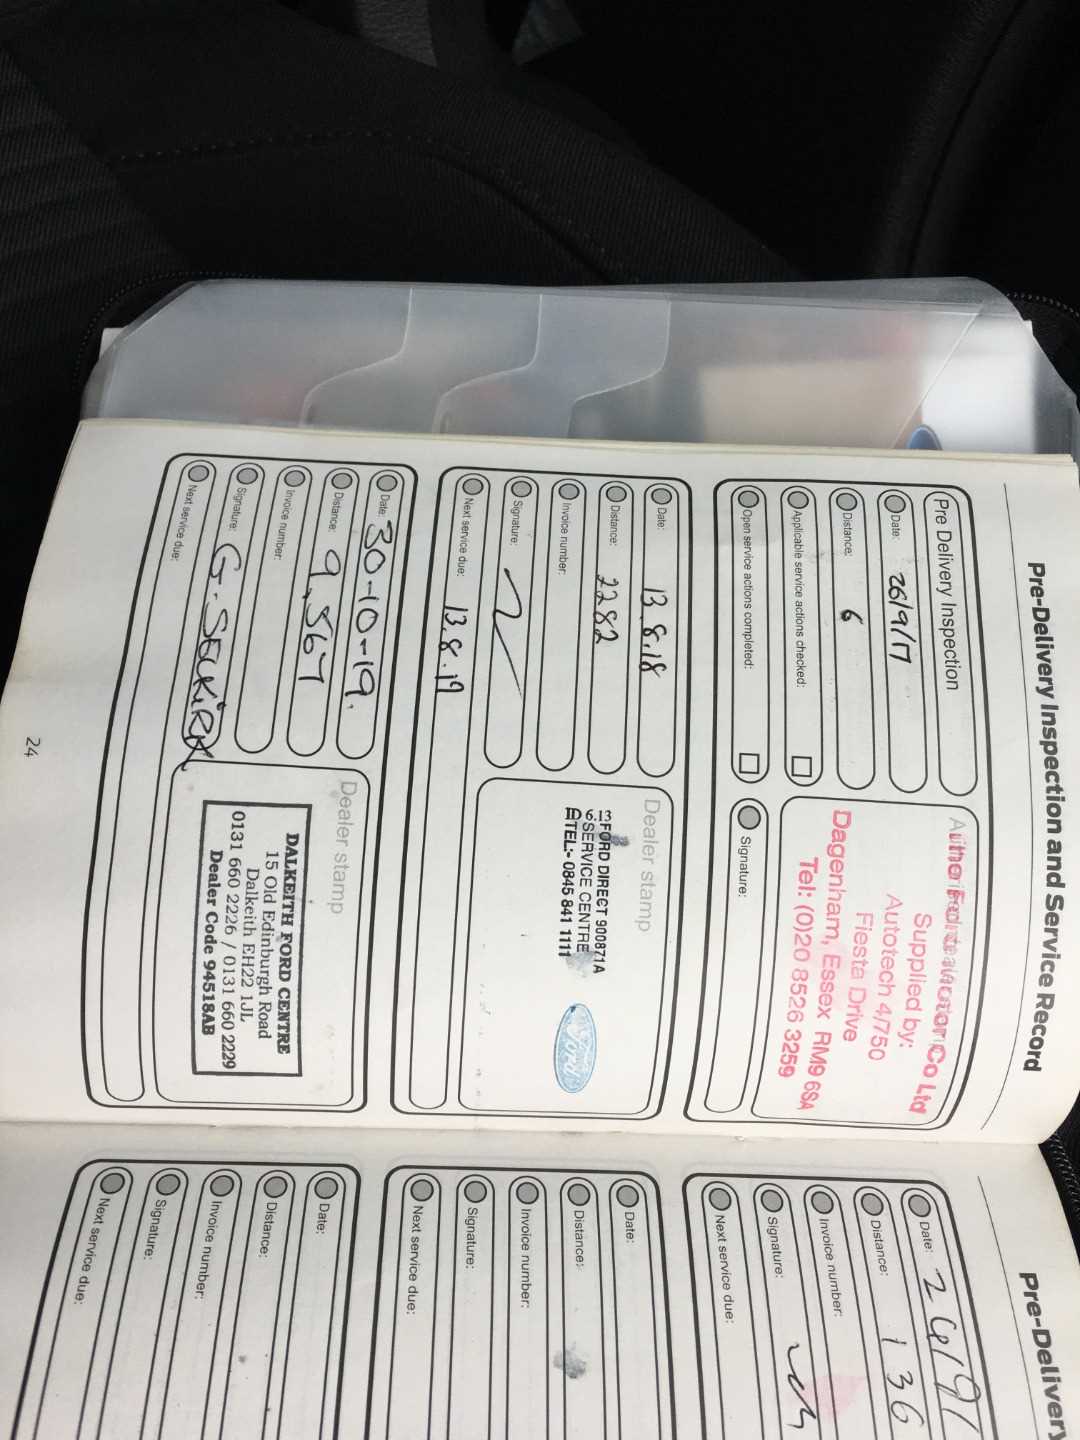 Pre-Delivery Inspection and Service Record
Pre Delivery Inspection
Date: 26/9/17
Distance: 6
Applicable service actions checked:
Open service actions completed:
Ford Motor Co Ltd
Supplied by:
Autotech 4/750
Fiesta Drive
Dagenham, Essex RM9 6SA
Tel: (0)20 8526 3259
Signature:
Date: 13.8.18
Distance: 2282
Invoice number:
Signature:
Next service due: 13.8.19
Dealer stamp
FORD DIRECT 900871A
SERVICE CENTRE
TEL:- 0845 841 1111
Ford
Date: 30-10-19.
Distance: 9,567
Invoice number:
Signature: G. SELKIRK
Next service due:
Dealer stamp
DALKEITH FORD CENTRE
15 Old Edinburgh Road
Dalkeith EH22 1JL
0131 660 2226 / 0131 660 2229
Dealer Code 94518AB
24
Pre-Delivery
Date:
Distance: 136
Invoice number:
Signature:
Next service due:
Date:
Distance:
Invoice number:
Signature:
Next service due:
Date:
Distance:
Invoice number:
Signature:
Next service due: